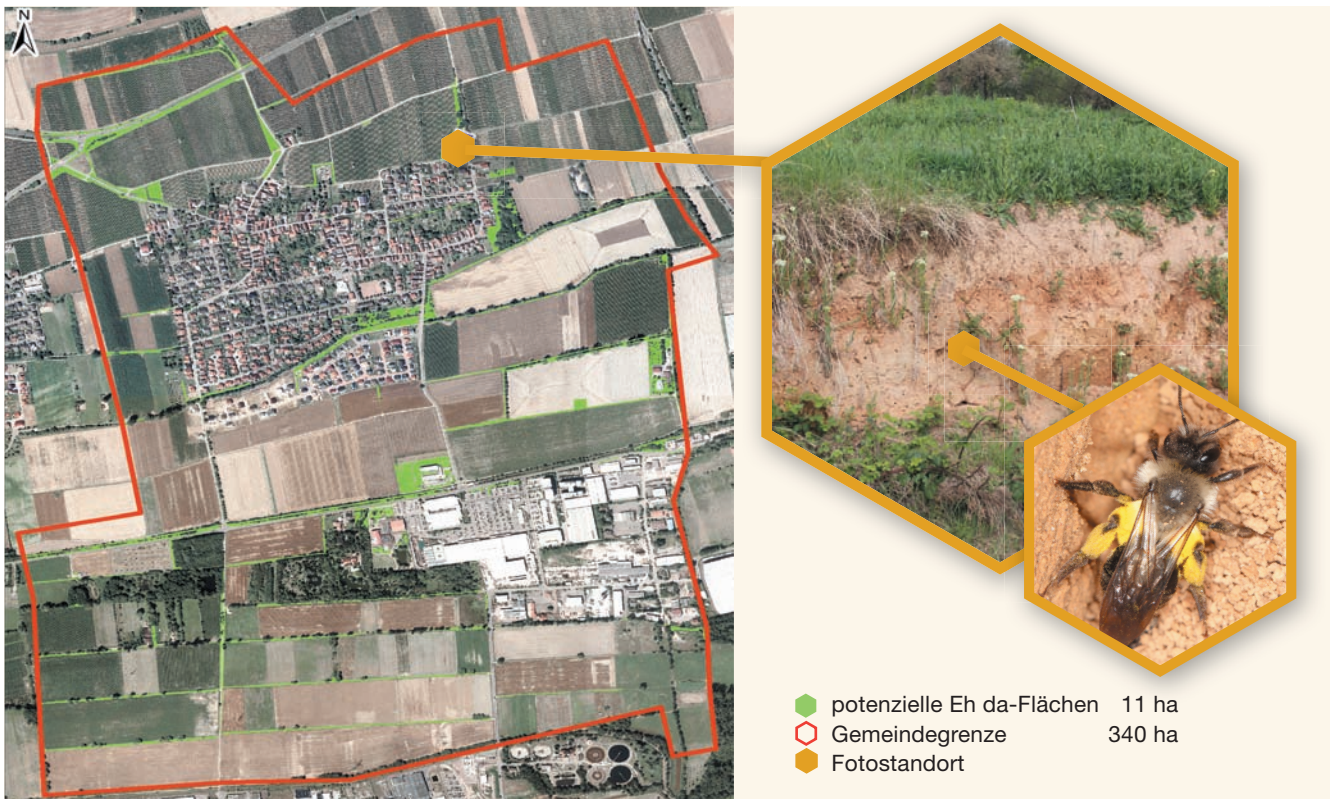 N
potenzielle Eh da-Flächen 11 ha
Gemeindegrenze 340 ha
Fotostandort